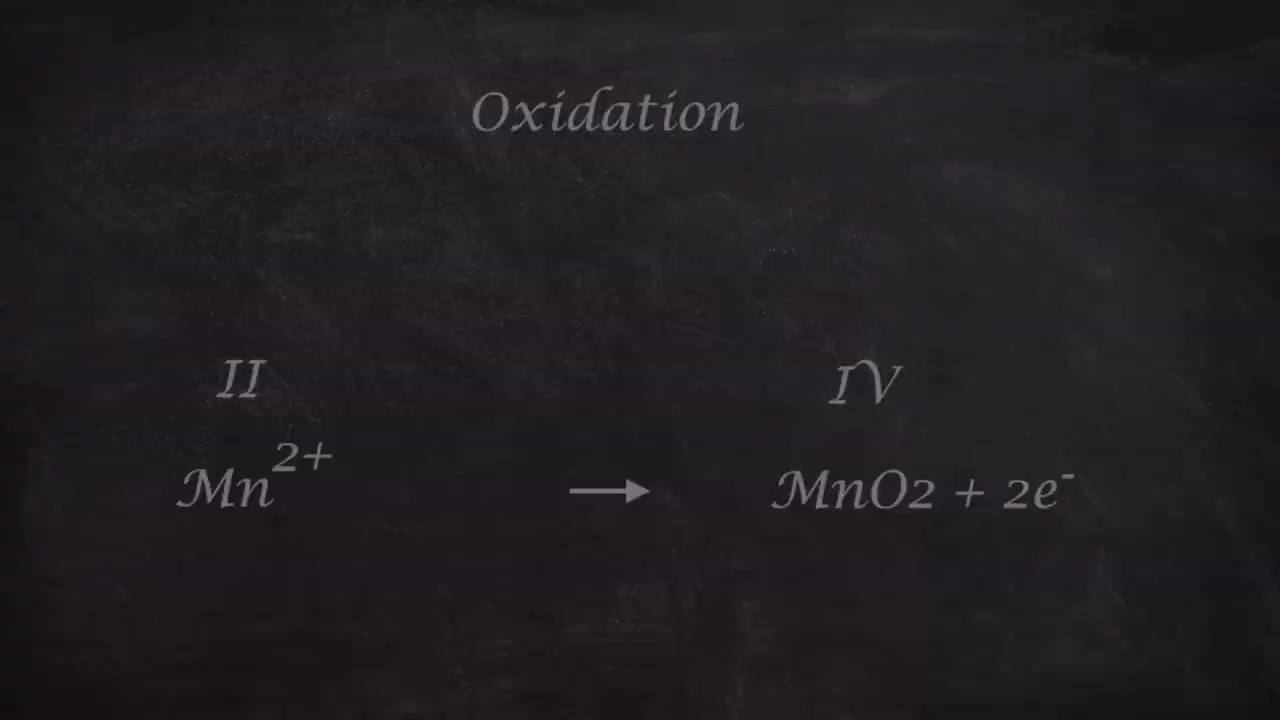 Oxidation
II IV
Mn²⁺ → MnO2 + 2e⁻